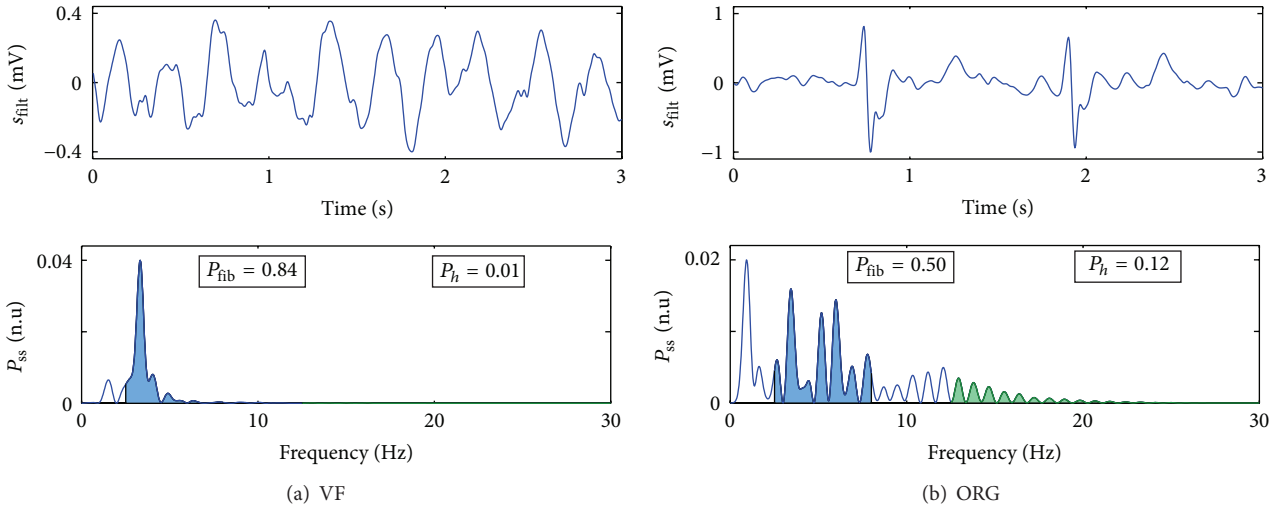 0.4
0
−0.4
s_filt (mV)
0 1 2 3
Time (s)
1
0
−1
s_filt (mV)
0 1 2 3
Time (s)
0.04
0
P_ss (n.u)
P_fib = 0.84
P_h = 0.01
0 10 20 30
Frequency (Hz)
(a) VF
0.02
0
P_ss (n.u)
P_fib = 0.50
P_h = 0.12
0 10 20 30
Frequency (Hz)
(b) ORG